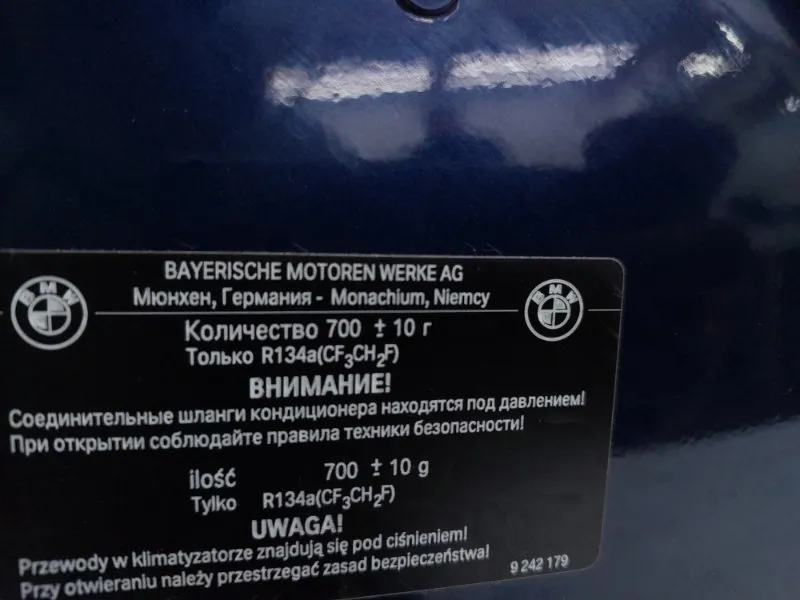 BAYERISCHE MOTOREN WERKE AG
BMW
BMW
Мюнхен, Германия - Monachium, Niemcy
Количество 700 ± 10 г
Только R134a(CF₃CH₂F)
ВНИМАНИЕ!
Соединительные шланги кондиционера находятся под давлением!
При открытии соблюдайте правила техники безопасности!
ilość 700 ± 10 g
Tylko R134a(CF₃CH₂F)
UWAGA!
Przewody w klimatyzatorze znajdują się pod ciśnieniem!
Przy otwieraniu należy przestrzegać zasad bezpieczeństwa!
9 242 179